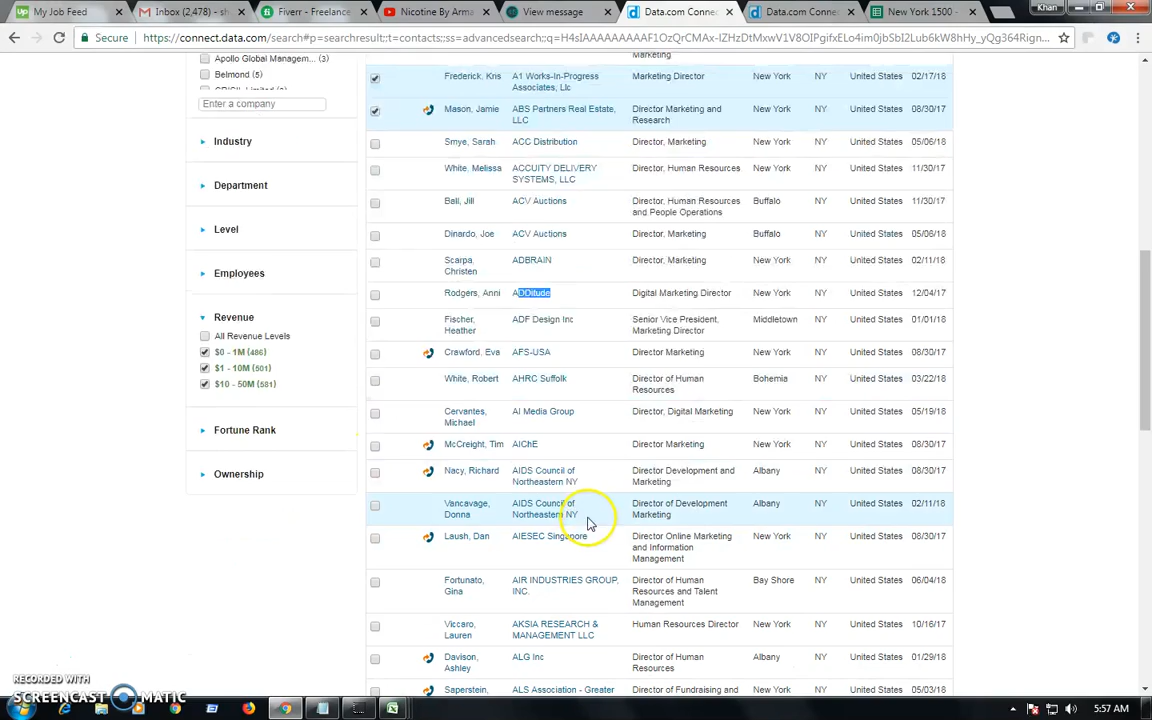 My Job Feed
Inbox (2,478) - sh
Fiverr - Freelance
Nicotine By Arma
View message
Data.com Connec
Data.com Connec
New York 1500 -
Khan
Secure
https://connect.data.com/search#p=searchresult;t=contacts;ss=advancedsearch;q=
Apollo Global Managem... (3)
Belmond (5)
Enter a company
Industry
Department
Level
Employees
Revenue
All Revenue Levels
$0 - 1M (486)
$1 - 10M (501)
$10 - 50M (581)
Fortune Rank
Ownership
Marketing
Frederick, Kris A1 Works-In-Progress Marketing Director New York NY United States 02/17/18
Associates, Llc
Mason, Jamie ABS Partners Real Estate, Director Marketing and New York NY United States 08/30/17
LLC Research
Smye, Sarah ACC Distribution Director, Marketing New York NY United States 05/06/18
White, Melissa ACCUITY DELIVERY Director, Human Resources New York NY United States 11/30/17
SYSTEMS, LLC
Ball, Jill ACV Auctions Director, Human Resources Buffalo NY United States 11/30/17
and People Operations
Dinardo, Joe ACV Auctions Director, Marketing Buffalo NY United States 05/06/18
Scarpa, ADBRAIN Director, Marketing New York NY United States 02/11/18
Christen
Rodgers, Anni ADDitude Digital Marketing Director New York NY United States 12/04/17
Fischer, ADF Design Inc Senior Vice President, Middletown NY United States 01/01/18
Heather Marketing Director
Crawford, Eva AFS-USA Director Marketing New York NY United States 08/30/17
White, Robert AHRC Suffolk Director of Human Bohemia NY United States 03/22/18
Resources
Cervantes, AI Media Group Director, Digital Marketing New York NY United States 05/19/18
Michael
McCreight, Tim AIChE Director Marketing New York NY United States 08/30/17
Nacy, Richard AIDS Council of Director Development and Albany NY United States 08/30/17
Northeastern NY Marketing
Vancavage, AIDS Council of Director of Development Albany NY United States 02/11/18
Donna Northeastern NY Marketing
Laush, Dan AIESEC Singapore Director Online Marketing New York NY United States 08/30/17
and Information
Management
Fortunato, AIR INDUSTRIES GROUP, Director of Human Bay Shore NY United States 06/04/18
Gina INC. Resources and Talent
Management
Viccaro, AKSIA RESEARCH & Human Resources Director New York NY United States 10/16/17
Lauren MANAGEMENT LLC
Davison, ALG Inc Director of Human Albany NY United States 01/29/18
Ashley Resources
Saperstein, ALS Association - Greater Director of Fundraising and New York NY United States 05/03/18
RECORDED WITH
SCREENCAST MATIC
5:57 AM